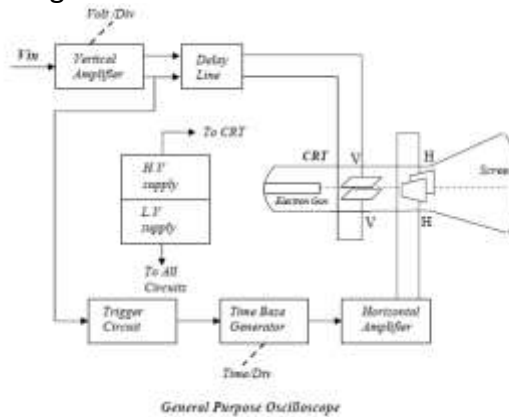 Volt/Div
Vin
Vertical
Amplifier
Delay
Line
To CRT
CRT
V
H
H.V
supply
L.V
supply
Electron Gun
Screen
V
H
To All
Circuits
Trigger
Circuit
Time Base
Generator
Horizontal
Amplifier
Time/Div
General Purpose Oscilloscope